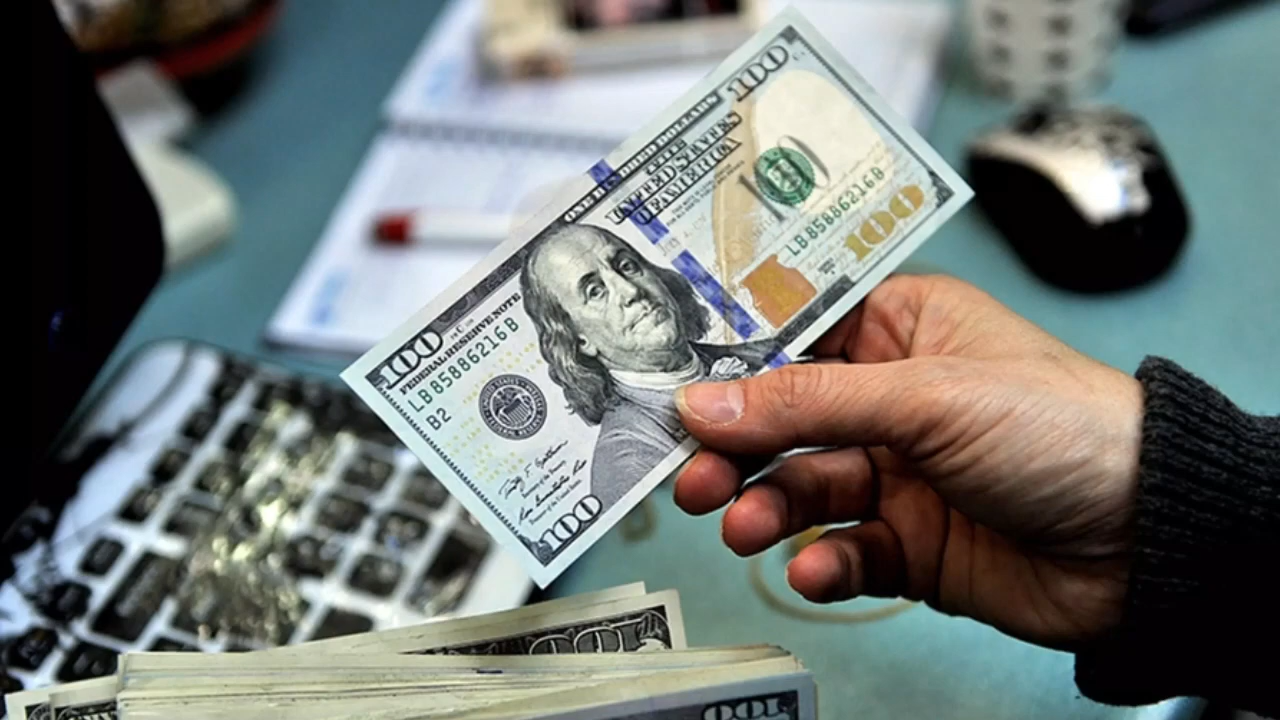 100
FEDERAL RESERVE NOTE
LB85886216B
B2
100
ONE HUNDRED DOLLARS
THE UNITED STATES
OF AMERICA
100
100
LB85886216B
100
100
100